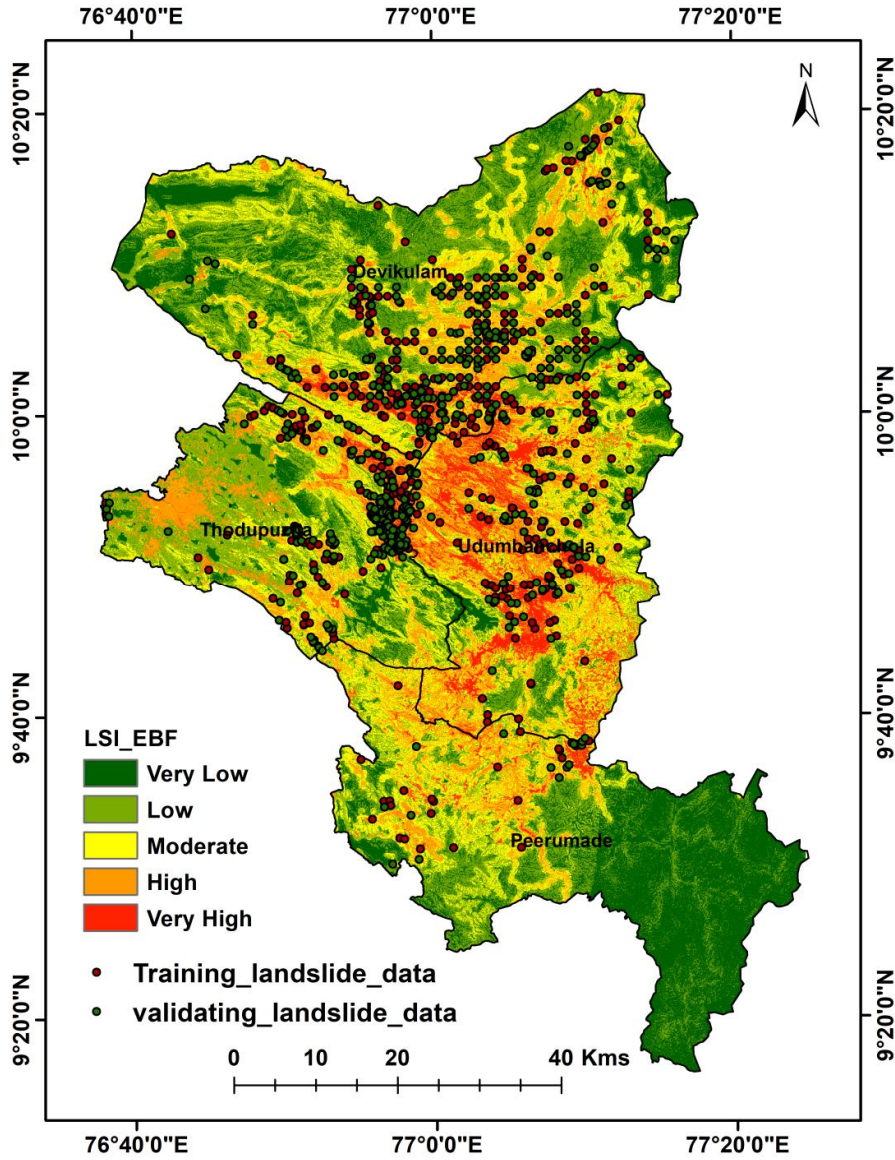 76°40'0"E 77°0'0"E 77°20'0"E
N
10°20'0"N 10°20'0"N
Devikulam
10°0'0"N 10°0'0"N
Thodupuzha
Udumbanchola
9°40'0"N 9°40'0"N
LSI_EBF
Very Low
Low
Moderate
High
Very High
Peerumade
Training_landslide_data
validating_landslide_data
9°20'0"N 9°20'0"N
0 10 20 40 Kms
76°40'0"E 77°0'0"E 77°20'0"E